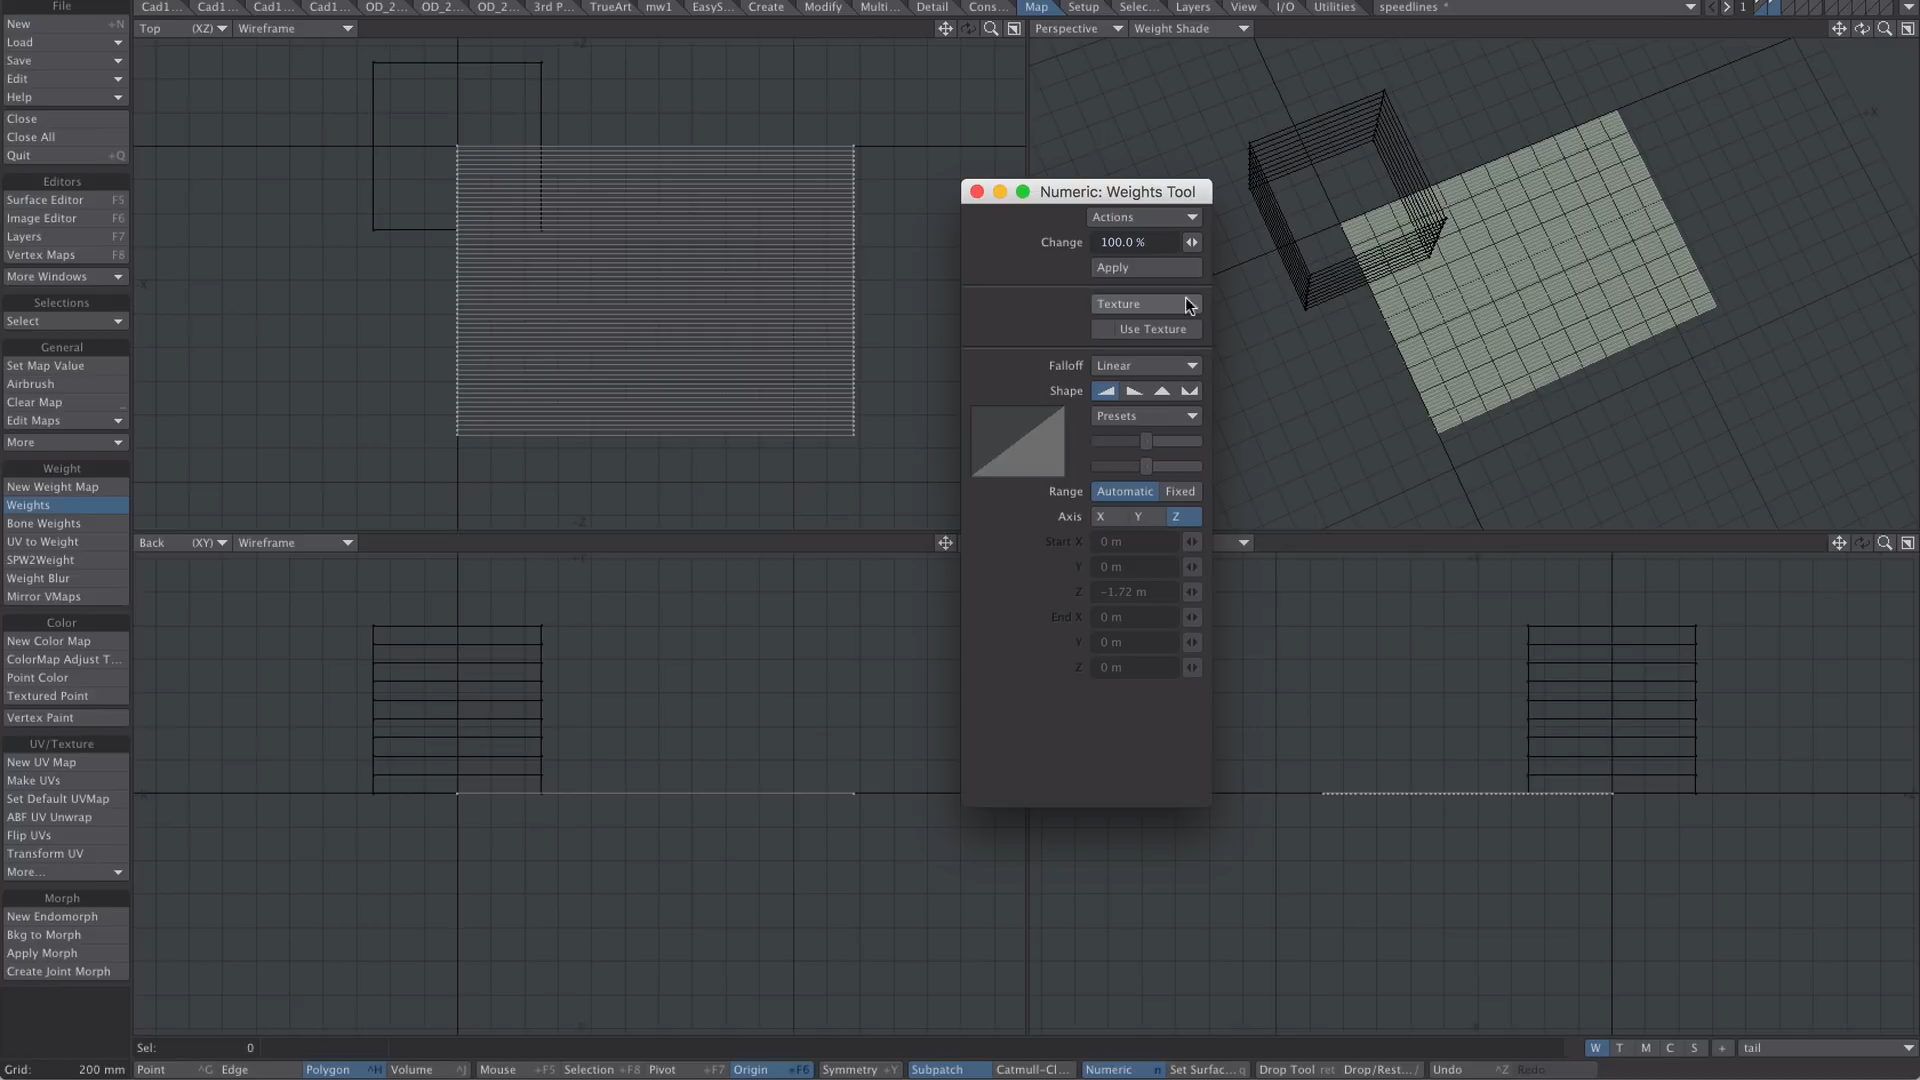 File
Cad1... Cad1... Cad1... Cad1... OD_2... OD_2... OD_2... 3rd P... TrueArt mw1 EasyS... Create Modify Multi... Detail Cons... Map Setup Selec... Layers View I/O Utilities speedlines * 1
New +N
Load
Save
Edit
Help
Close
Close All
Quit +Q
Editors
Surface Editor F5
Image Editor F6
Layers F7
Vertex Maps F8
More Windows
Selections
Select
General
Set Map Value
Airbrush
Clear Map _
Edit Maps
More
Weight
New Weight Map
Weights
Bone Weights
UV to Weight
SPW2Weight
Weight Blur
Mirror VMaps
Color
New Color Map
ColorMap Adjust T...
Point Color
Textured Point
Vertex Paint
UV/Texture
New UV Map
Make UVs
Set Default UVMap
ABF UV Unwrap
Flip UVs
Transform UV
More...
Morph
New Endomorph
Bkg to Morph
Apply Morph
Create Joint Morph
Top (XZ) Wireframe
Perspective Weight Shade
Back (XY) Wireframe
Numeric: Weights Tool
Actions
Change 100.0 %
Apply
Texture
Use Texture
Falloff Linear
Shape
Presets
Range Automatic Fixed
Axis X Y Z
Start X 0 m
Y 0 m
Z -1.72 m
End X 0 m
Y 0 m
Z 0 m
Sel: 0
W T M C S + tail
Grid: 200 mm Point ^G Edge Polygon ^H Volume ^J Mouse +F5 Selection +F8 Pivot +F7 Origin +F6 Symmetry +Y Subpatch Catmull-Cl... Numeric n Set Surfac... q Drop Tool ret Drop/Rest... / Undo ^Z Redo